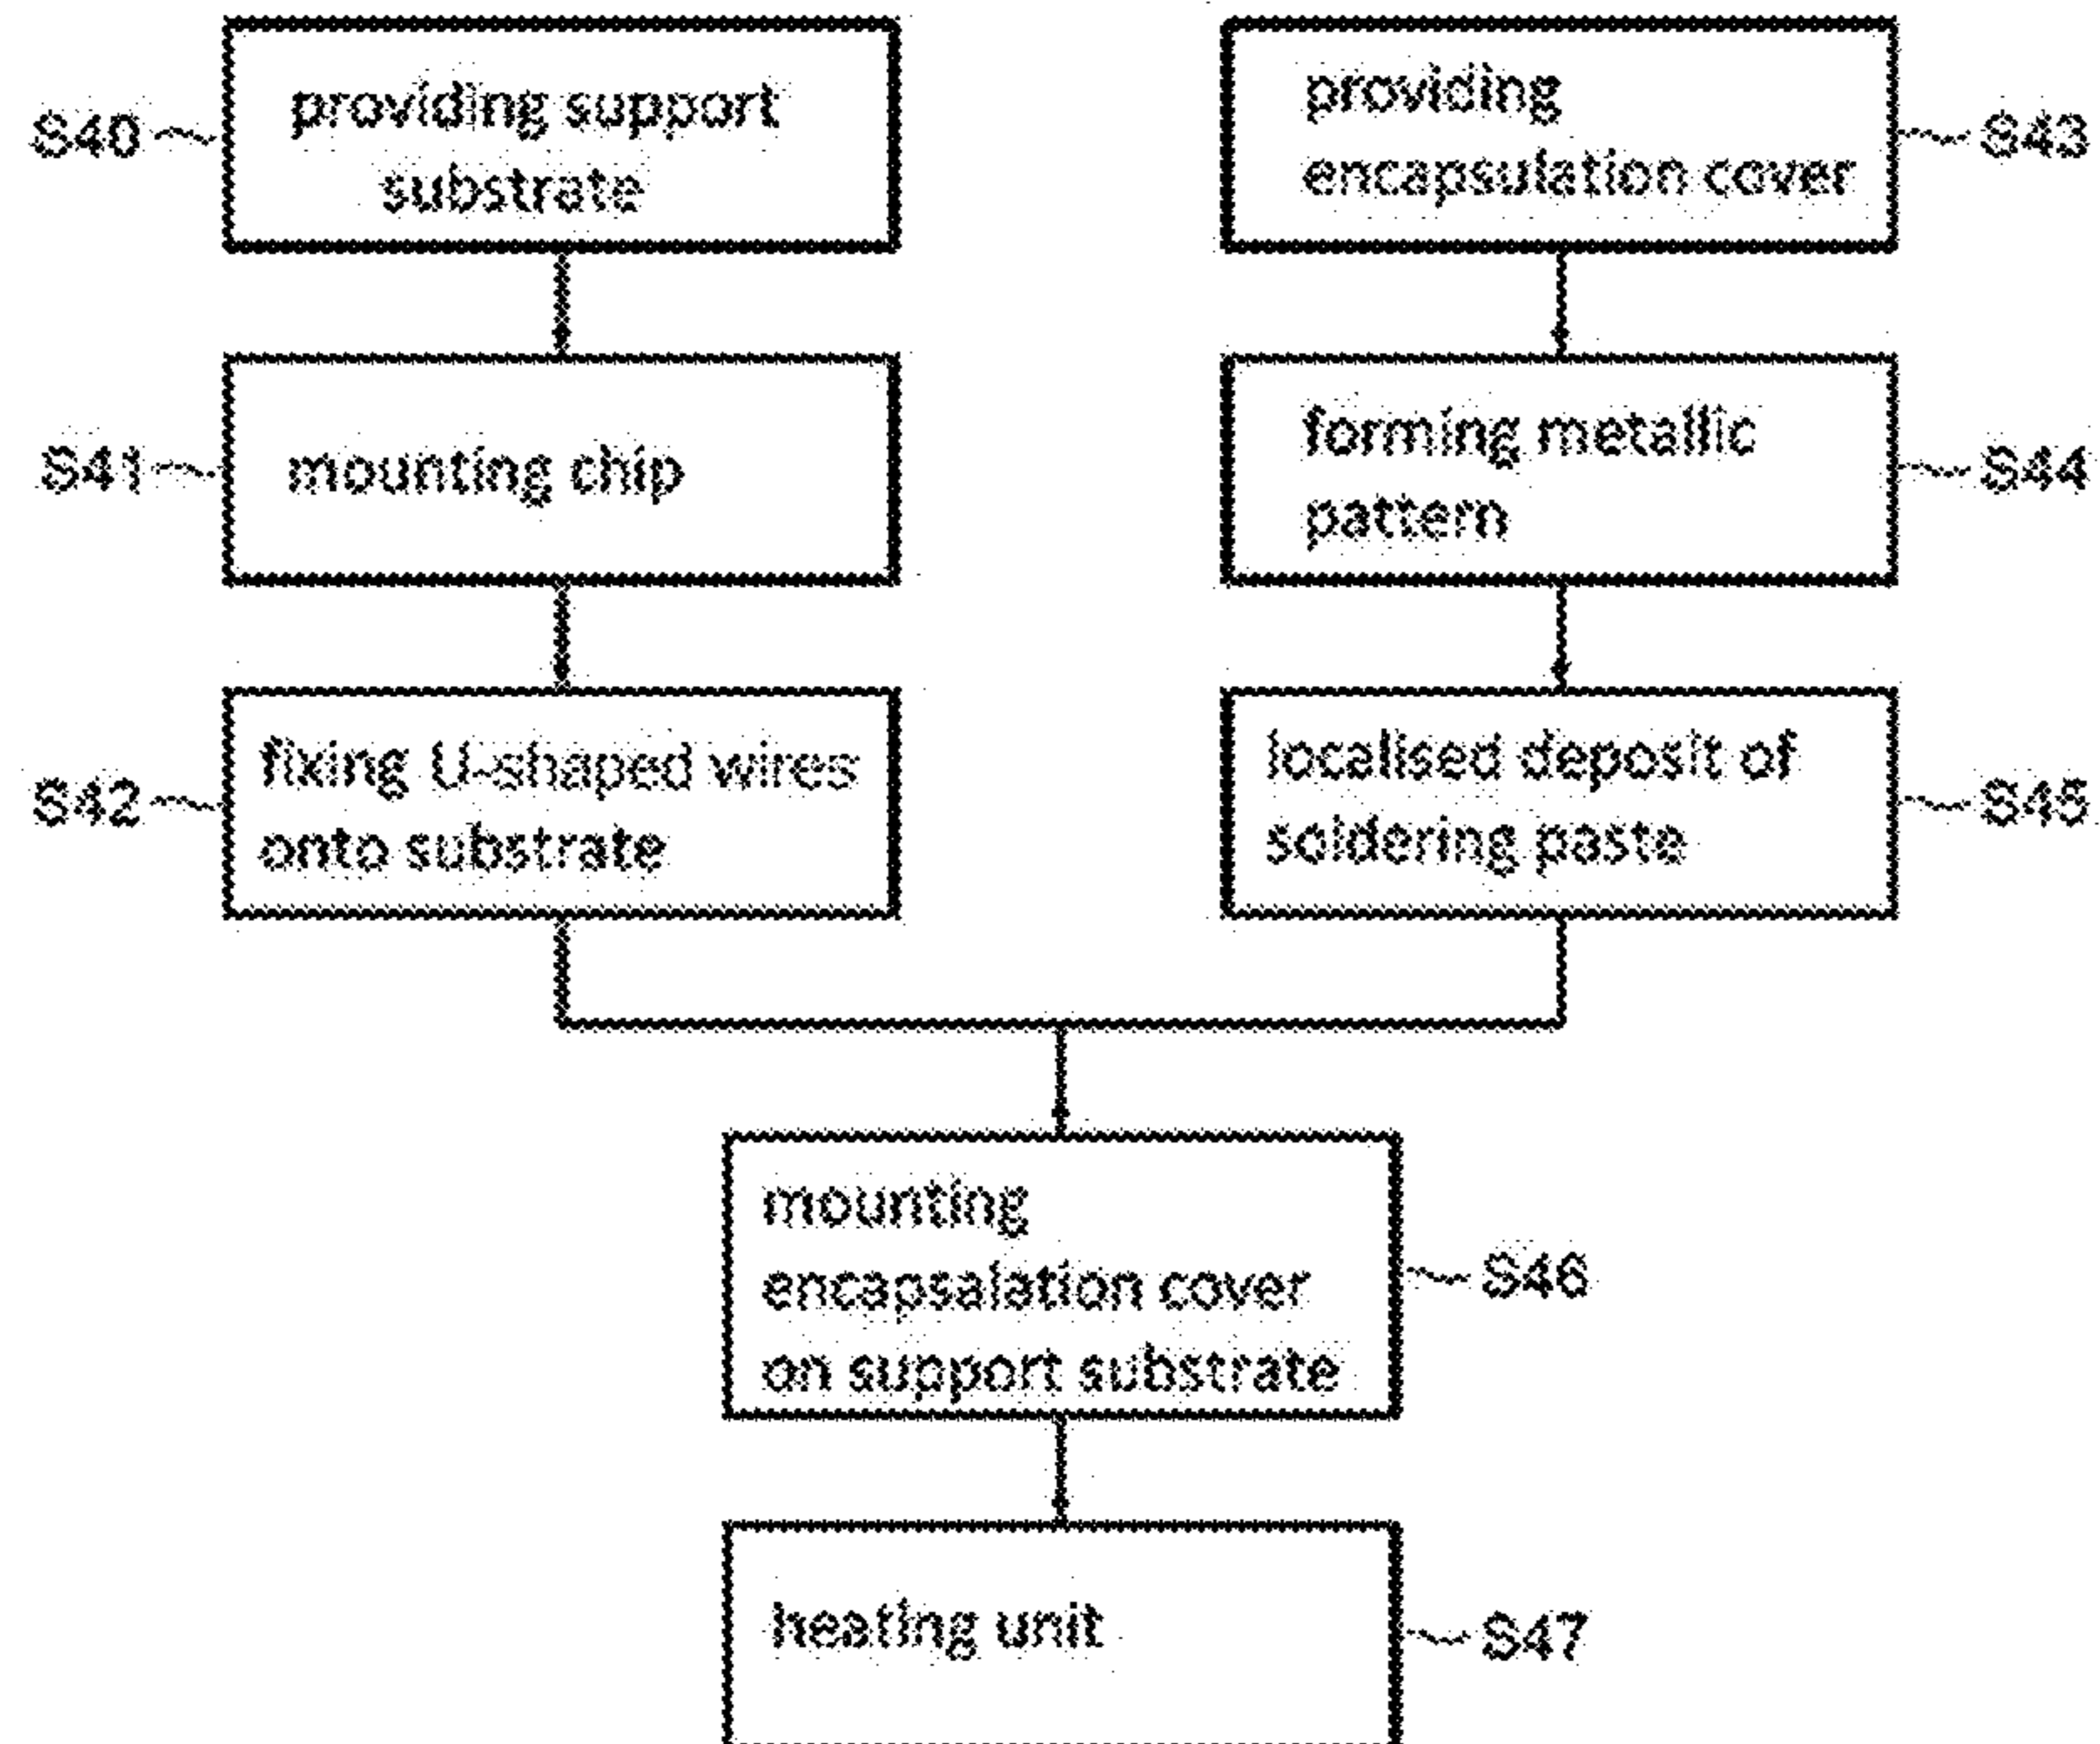 S40
providing support
substrate
S41
mounting chip
S42
fixing U-shaped wires
onto substrate
providing
encapsulation cover
S43
forming metallic
pattern
S44
localised deposit of
soldering paste
S45
mounting
encapsalation cover
on support substrate
S46
heating unit
S47